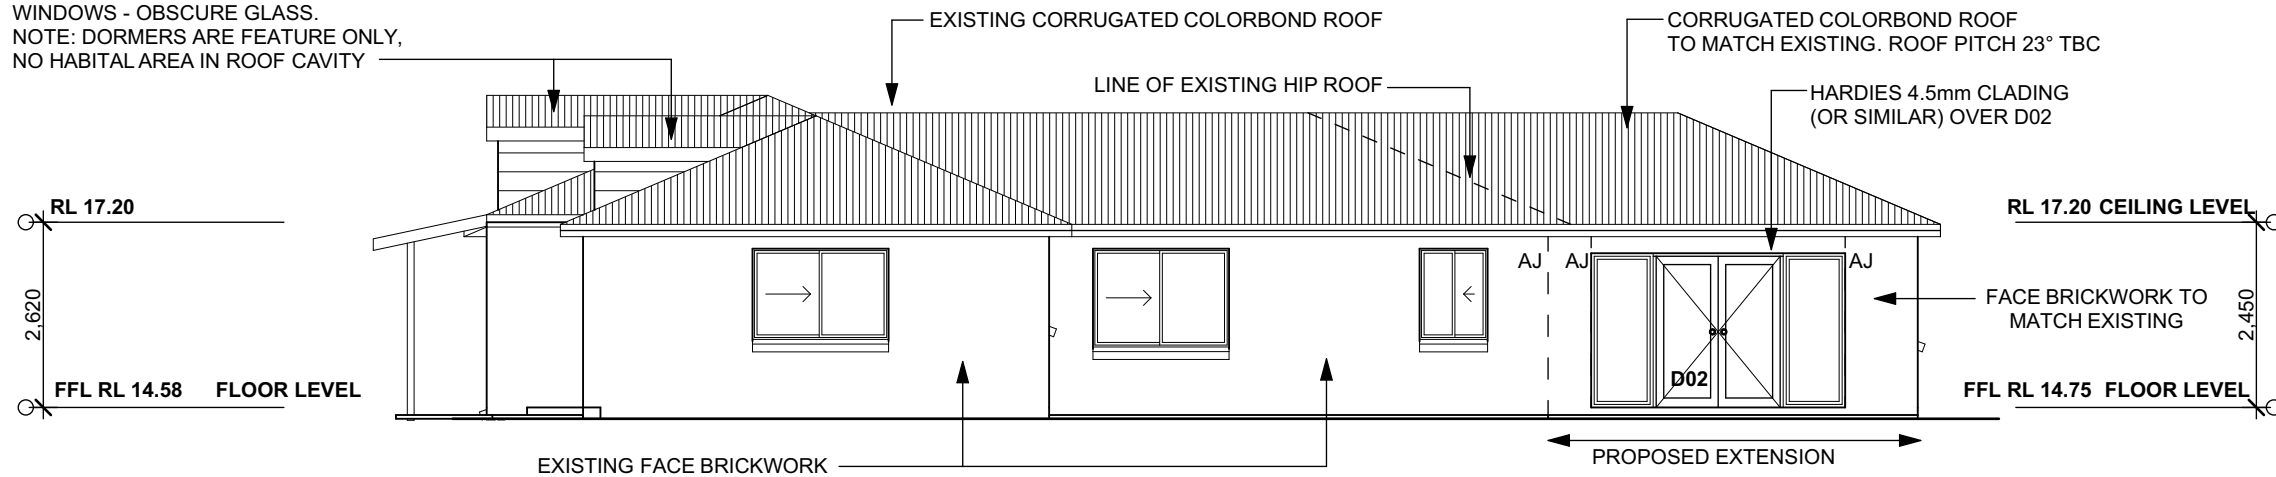 WINDOWS - OBSCURE GLASS.
NOTE: DORMERS ARE FEATURE ONLY,
NO HABITAL AREA IN ROOF CAVITY
EXISTING CORRUGATED COLORBOND ROOF
CORRUGATED COLORBOND ROOF
TO MATCH EXISTING. ROOF PITCH 23° TBC
LINE OF EXISTING HIP ROOF
HARDIES 4.5mm CLADING
(OR SIMILAR) OVER D02
RL 17.20
RL 17.20 CEILING LEVEL
AJ AJ AJ
2,620
FACE BRICKWORK TO
MATCH EXISTING
2,450
D02
FFL RL 14.58 FLOOR LEVEL
FFL RL 14.75 FLOOR LEVEL
EXISTING FACE BRICKWORK
PROPOSED EXTENSION